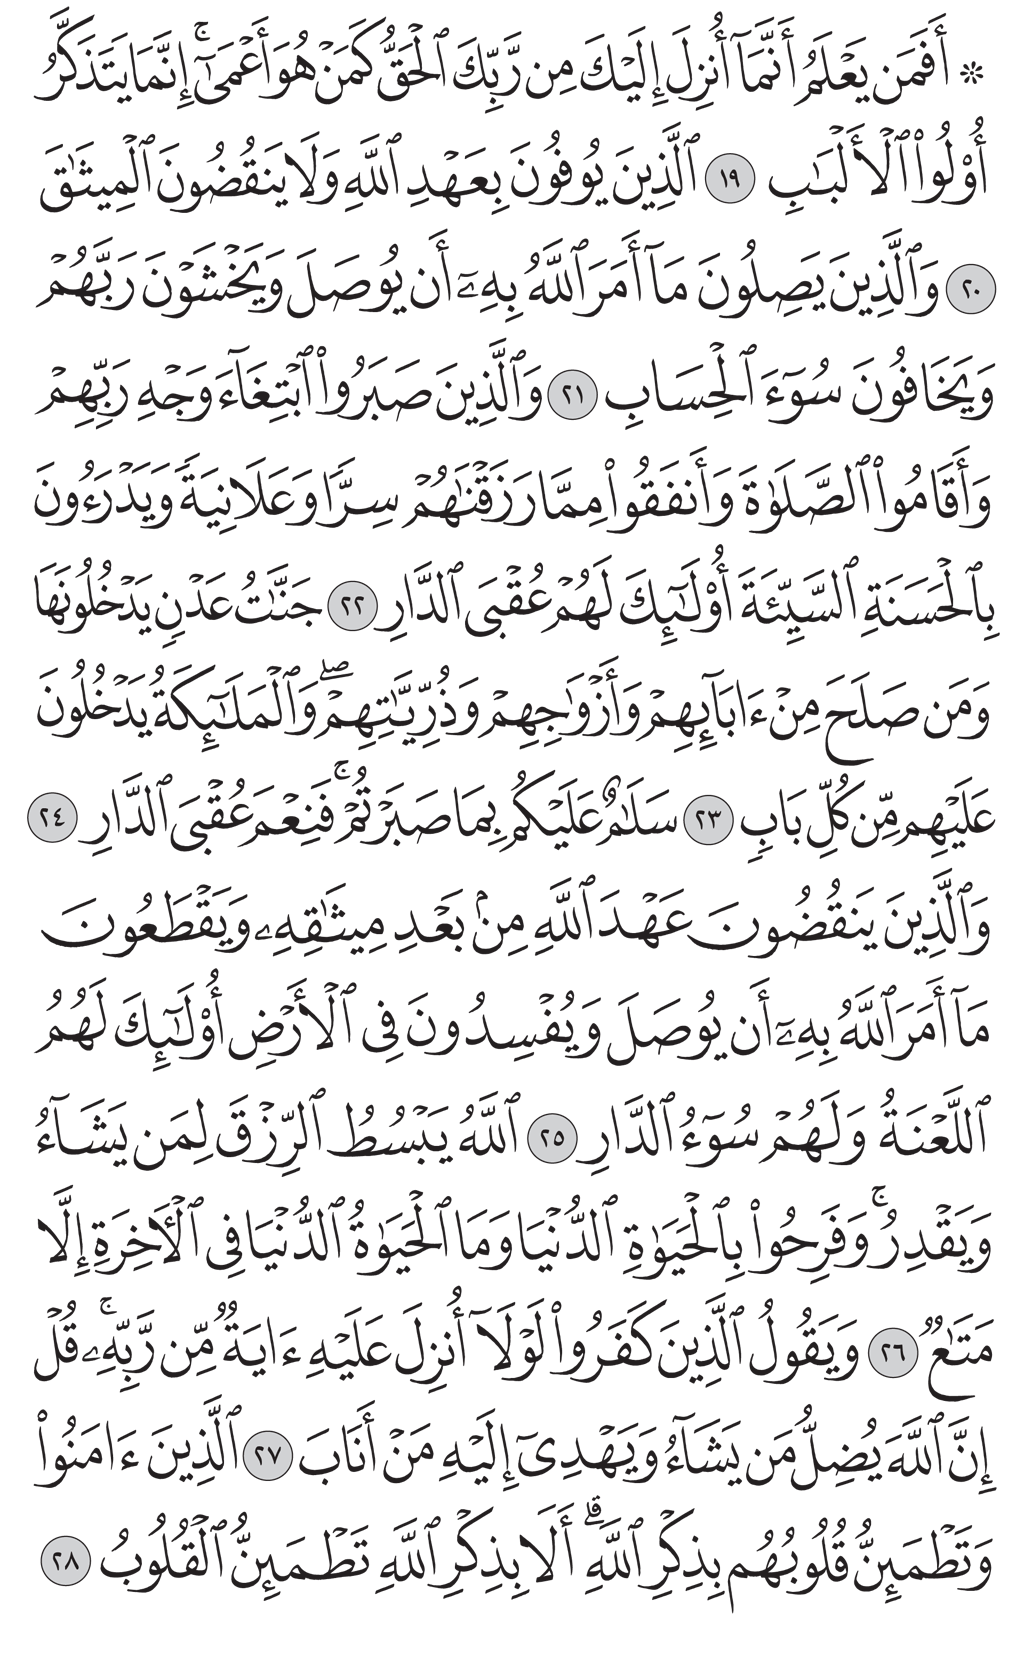 ۞ أَفَمَن يَعْلَمُ أَنَّمَآ أُنزِلَ إِلَيْكَ مِن رَّبِّكَ ٱلْحَقُّ كَمَنْ هُوَ أَعْمَىٰٓ ۚ إِنَّمَا يَتَذَكَّرُ
أُو۟لُوا۟ ٱلْأَلْبَـٰبِ ١٩ ٱلَّذِينَ يُوفُونَ بِعَهْدِ ٱللَّهِ وَلَا يَنقُضُونَ ٱلْمِيثَـٰقَ
٢٠ وَٱلَّذِينَ يَصِلُونَ مَآ أَمَرَ ٱللَّهُ بِهِۦٓ أَن يُوصَلَ وَيَخْشَوْنَ رَبَّهُمْ
وَيَخَافُونَ سُوٓءَ ٱلْحِسَابِ ٢١ وَٱلَّذِينَ صَبَرُوا۟ ٱبْتِغَآءَ وَجْهِ رَبِّهِمْ
وَأَقَامُوا۟ ٱلصَّلَوٰةَ وَأَنفَقُوا۟ مِمَّا رَزَقْنَـٰهُمْ سِرًّا وَعَلَانِيَةً وَيَدْرَءُونَ
بِٱلْحَسَنَةِ ٱلسَّيِّئَةَ أُو۟لَـٰٓئِكَ لَهُمْ عُقْبَى ٱلدَّارِ ٢٢ جَنَّـٰتُ عَدْنٍ يَدْخُلُونَهَا
وَمَن صَلَحَ مِنْ ءَابَآئِهِمْ وَأَزْوَٰجِهِمْ وَذُرِّيَّـٰتِهِمْ ۖ وَٱلْمَلَـٰٓئِكَةُ يَدْخُلُونَ
عَلَيْهِم مِّن كُلِّ بَابٍ ٢٣ سَلَـٰمٌ عَلَيْكُم بِمَا صَبَرْتُمْ ۚ فَنِعْمَ عُقْبَى ٱلدَّارِ ٢٤
وَٱلَّذِينَ يَنقُضُونَ عَهْدَ ٱللَّهِ مِنۢ بَعْدِ مِيثَـٰقِهِۦ وَيَقْطَعُونَ
مَآ أَمَرَ ٱللَّهُ بِهِۦٓ أَن يُوصَلَ وَيُفْسِدُونَ فِى ٱلْأَرْضِ أُو۟لَـٰٓئِكَ لَهُمُ
ٱللَّعْنَةُ وَلَهُمْ سُوٓءُ ٱلدَّارِ ٢٥ ٱللَّهُ يَبْسُطُ ٱلرِّزْقَ لِمَن يَشَآءُ
وَيَقْدِرُ ۚ وَفَرِحُوا۟ بِٱلْحَيَوٰةِ ٱلدُّنْيَا وَمَا ٱلْحَيَوٰةُ ٱلدُّنْيَا فِى ٱلْـَٔاخِرَةِ إِلَّا
مَتَـٰعٌ ٢٦ وَيَقُولُ ٱلَّذِينَ كَفَرُوا۟ لَوْلَآ أُنزِلَ عَلَيْهِ ءَايَةٌ مِّن رَّبِّهِۦ ۚ قُلْ
إِنَّ ٱللَّهَ يُضِلُّ مَن يَشَآءُ وَيَهْدِىٓ إِلَيْهِ مَنْ أَنَابَ ٢٧ ٱلَّذِينَ ءَامَنُوا۟
وَتَطْمَئِنُّ قُلُوبُهُم بِذِكْرِ ٱللَّهِ ۗ أَلَا بِذِكْرِ ٱللَّهِ تَطْمَئِنُّ ٱلْقُلُوبُ ٢٨